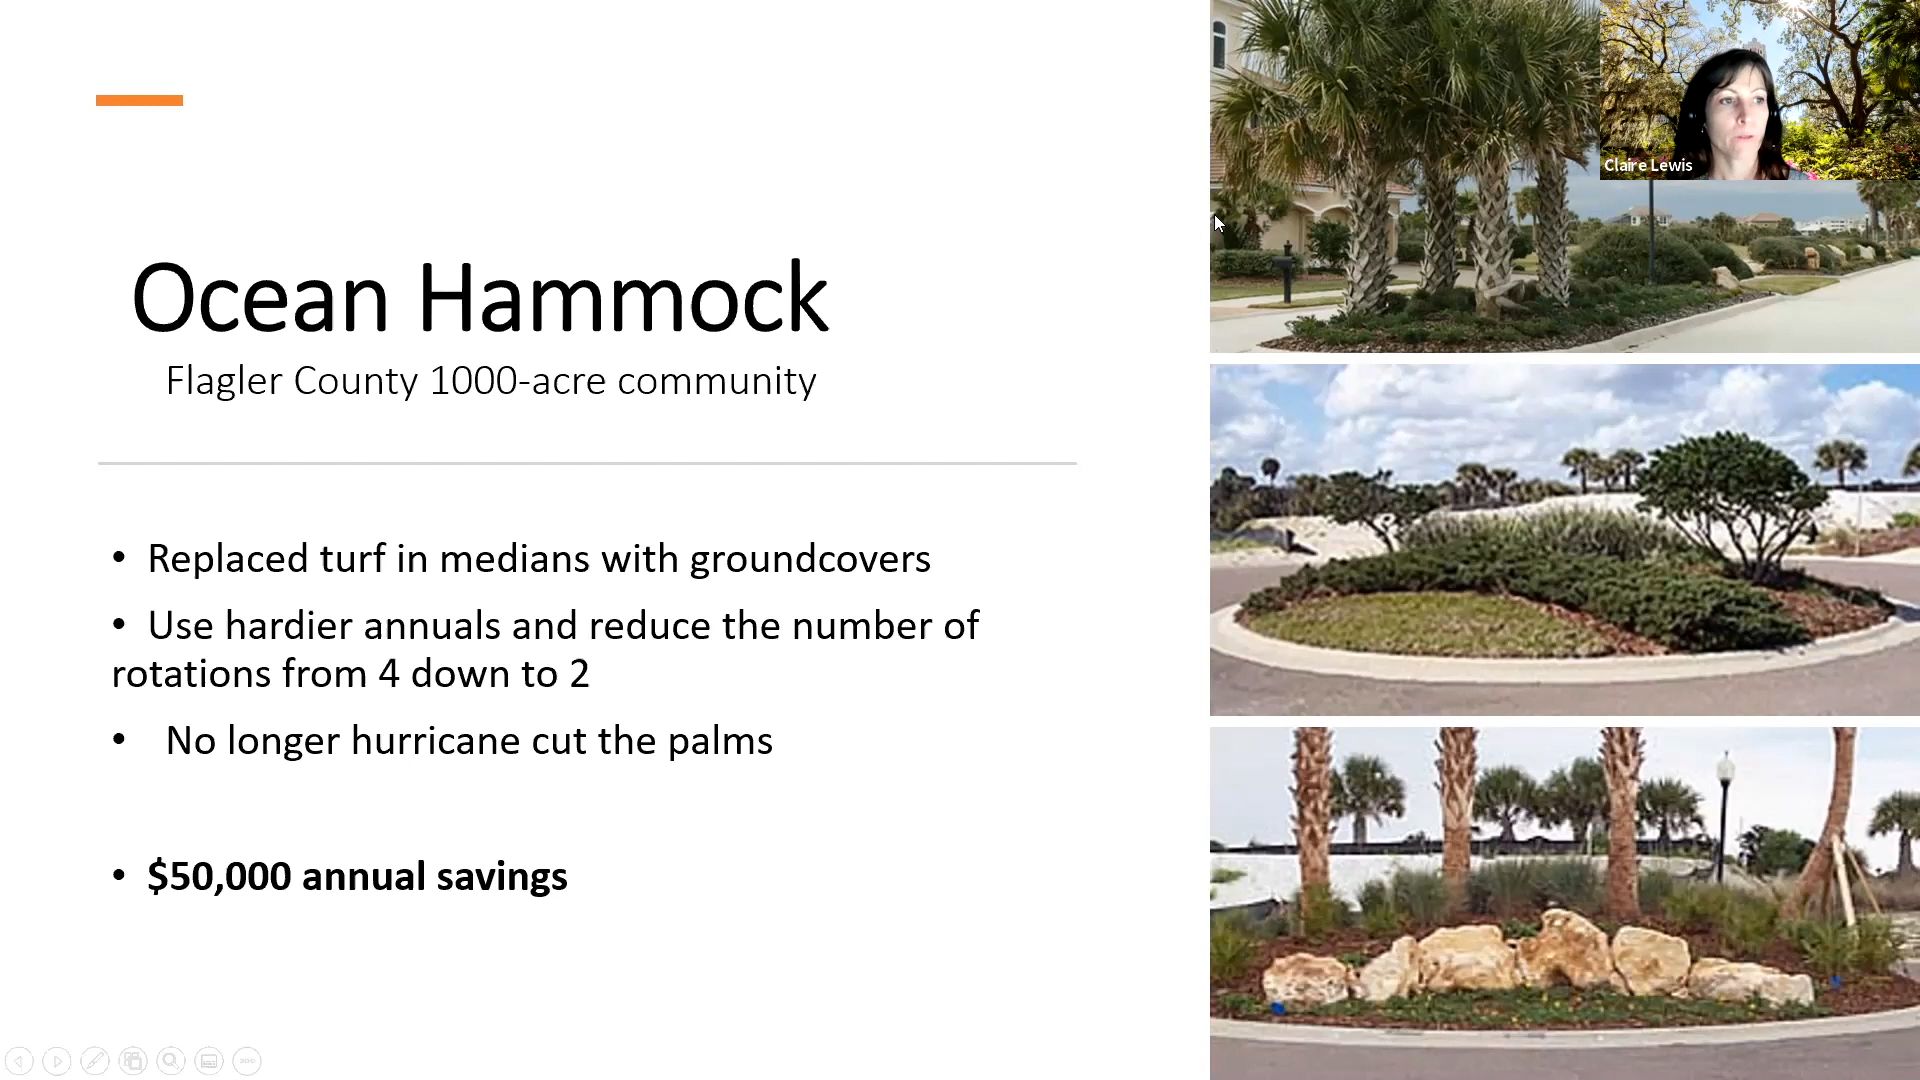 Claire Lewis
Ocean Hammock
Flagler County 1000-acre community
• Replaced turf in medians with groundcovers
• Use hardier annuals and reduce the number of
rotations from 4 down to 2
• No longer hurricane cut the palms
• $50,000 annual savings